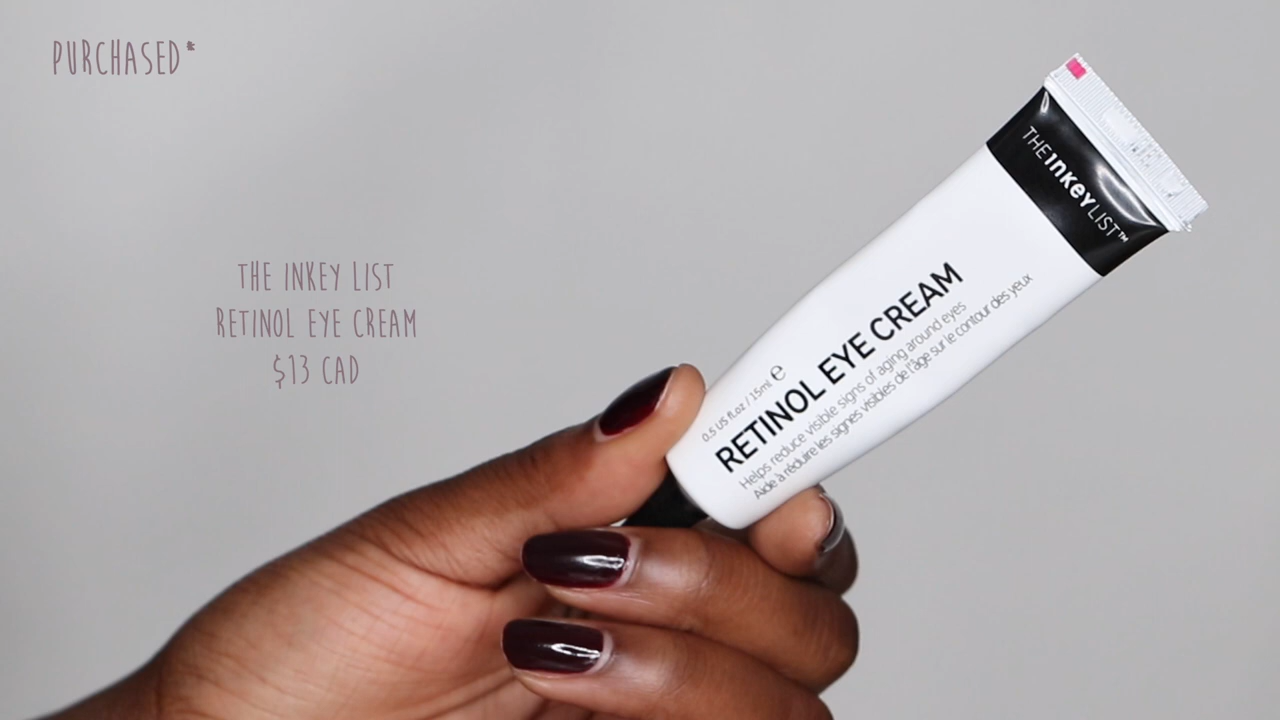 PURCHASED*
THE INKEY LIST
RETINOL EYE CREAM
$13 CAD
THE INKEY LIST™
0.5 US fl.oz / 15ml ℮
RETINOL EYE CREAM
Helps reduce visible signs of aging around eyes
Aide à réduire les signes visibles de l'âge sur le contour des yeux